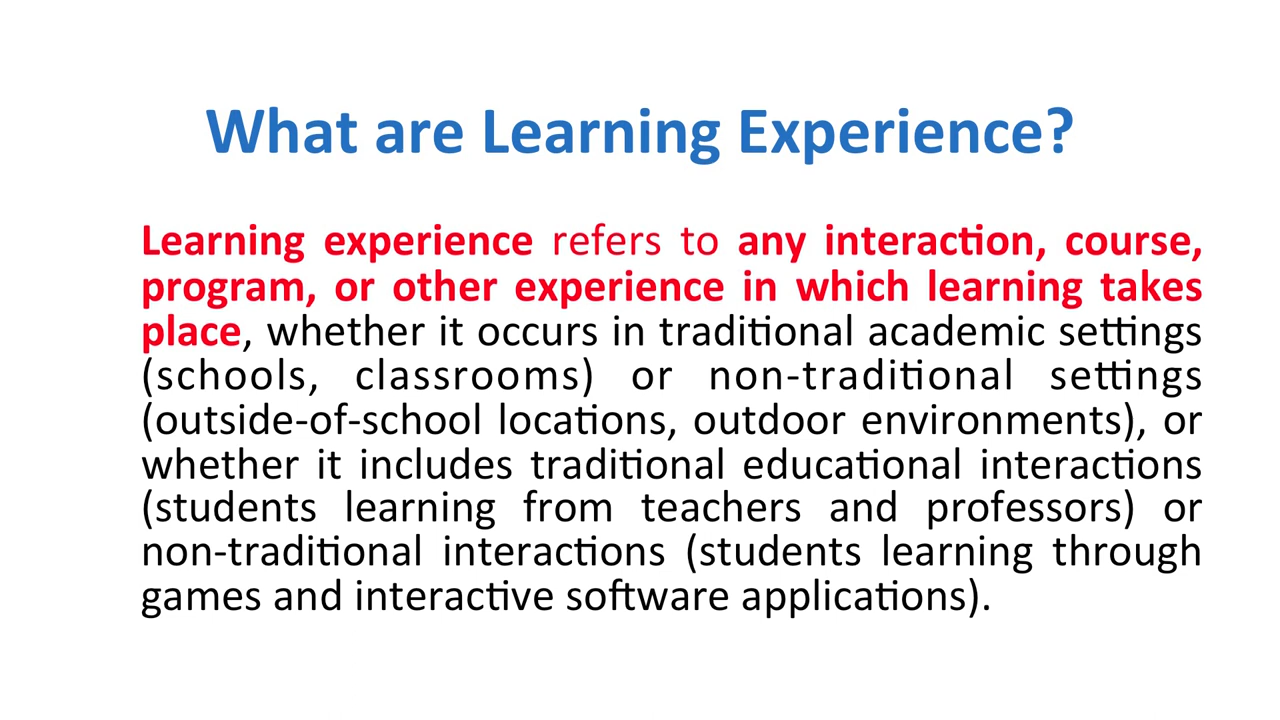 What are Learning Experience?
Learning experience refers to any interaction, course,
program, or other experience in which learning takes
place, whether it occurs in traditional academic settings
(schools, classrooms) or non-traditional settings
(outside-of-school locations, outdoor environments), or
whether it includes traditional educational interactions
(students learning from teachers and professors) or
non-traditional interactions (students learning through
games and interactive software applications).